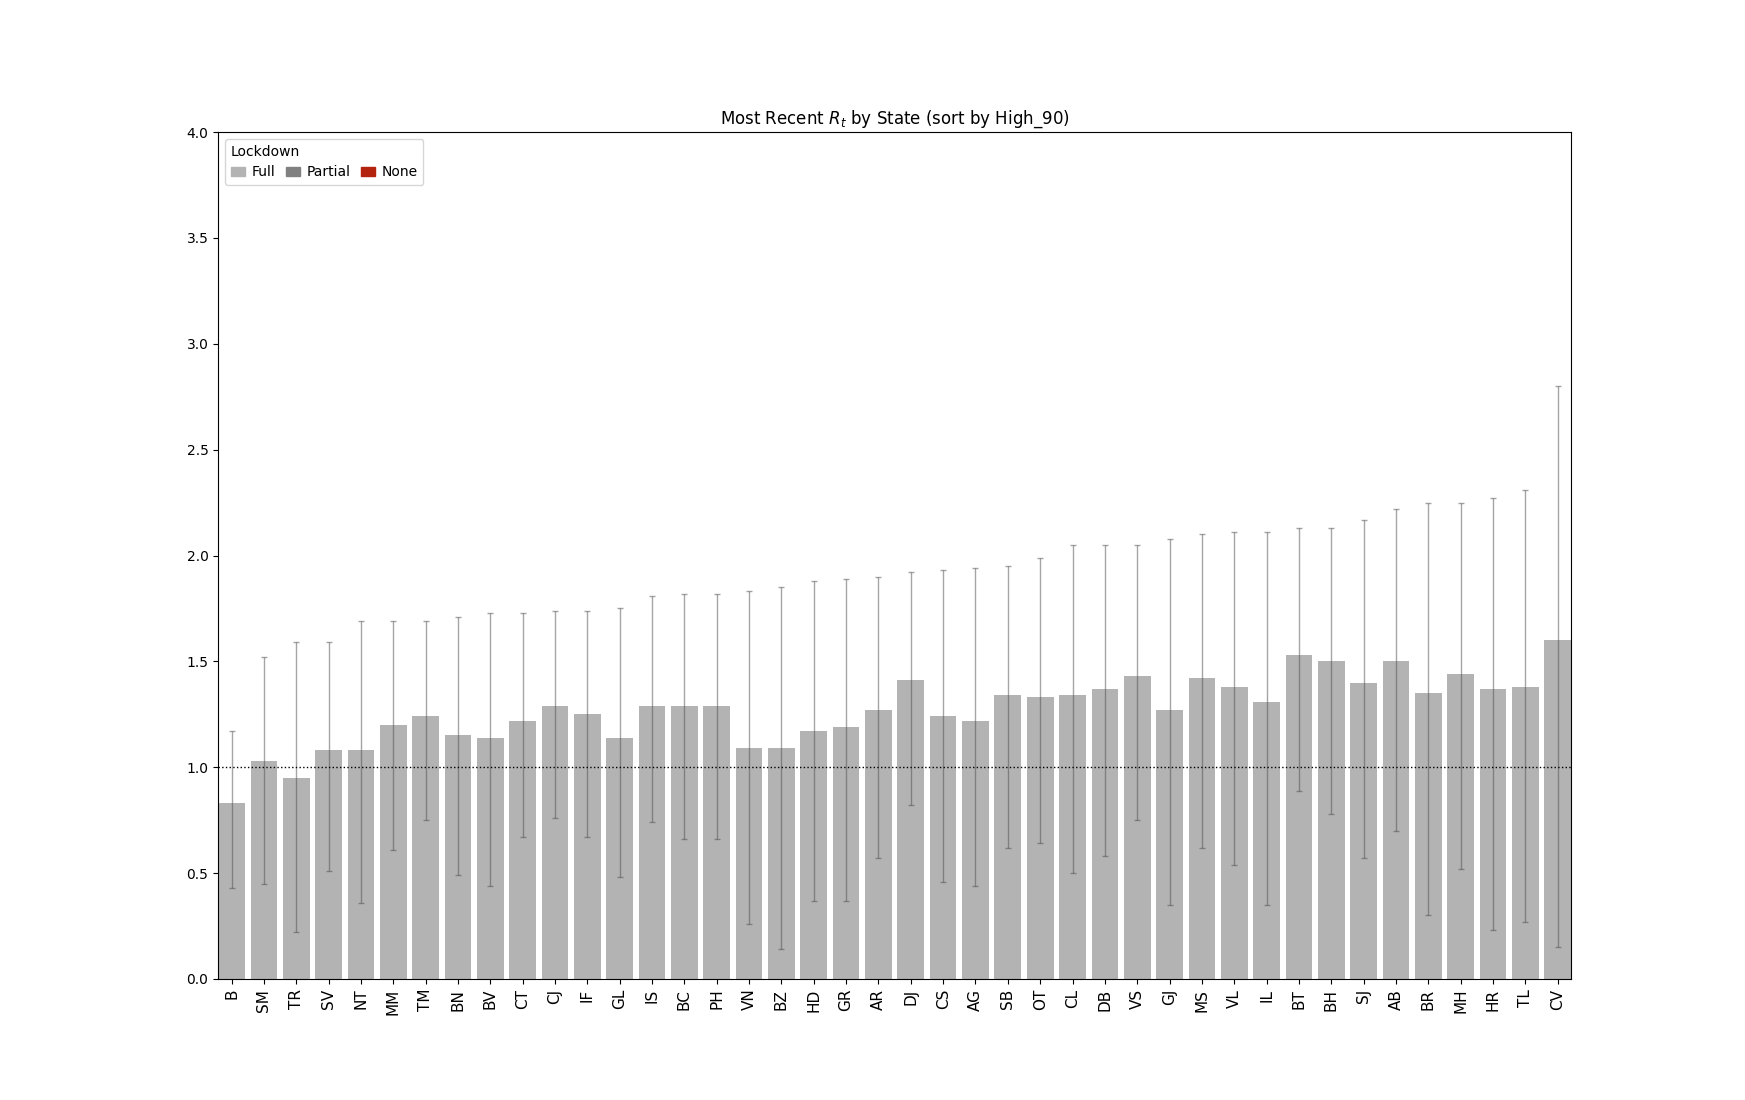 Most Recent R_t by State (sort by High_90)
4.0
Lockdown
Full Partial None
3.5
3.0
2.5
2.0
1.5
1.0
0.5
0.0
B SM TR SV NT MM TM BN BV CT CJ IF GL IS BC PH VN BZ HD GR AR DJ CS AG SB OT CL DB VS GJ MS VL IL BT BH SJ AB BR MH HR TL CV